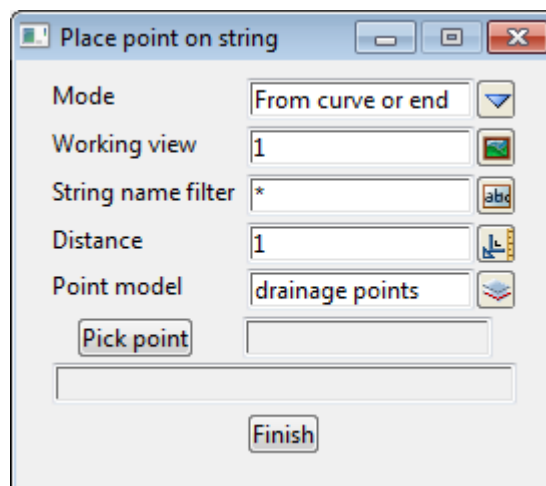 Place point on string
Mode From curve or end
Working view 1
String name filter *
Distance 1
Point model drainage points
Pick point
Finish